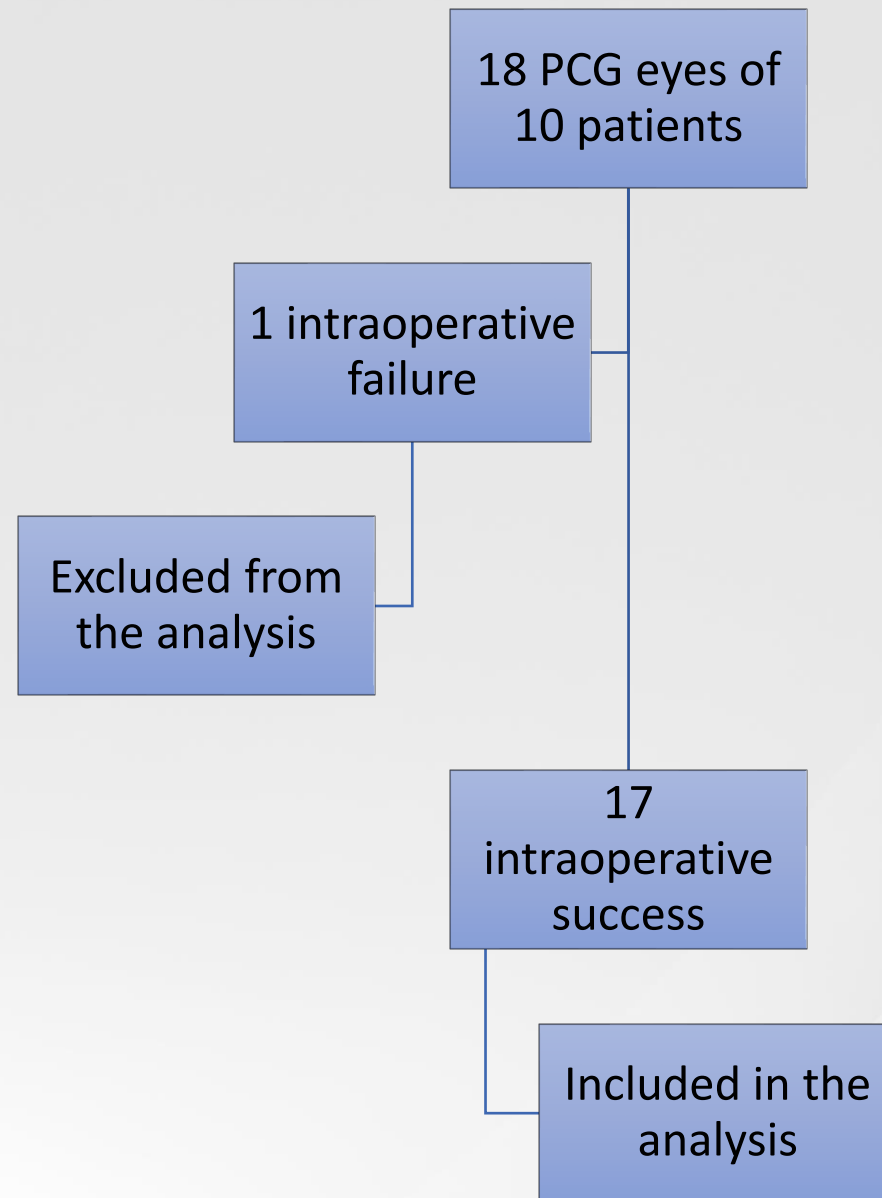 18 PCG eyes of
10 patients
1 intraoperative
failure
Excluded from
the analysis
17
intraoperative
success
Included in the
analysis